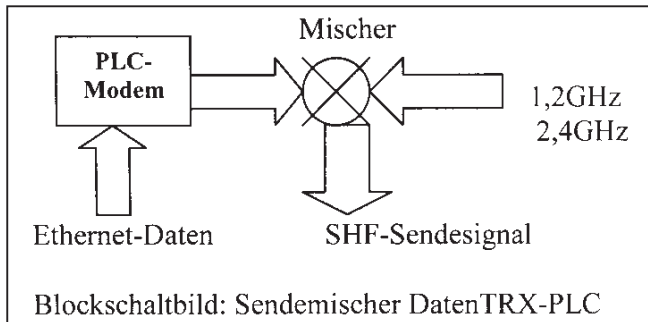 Mischer
PLC-
Modem
1,2GHz
2,4GHz
Ethernet-Daten
SHF-Sendesignal
Blockschaltbild: Sendemischer DatenTRX-PLC